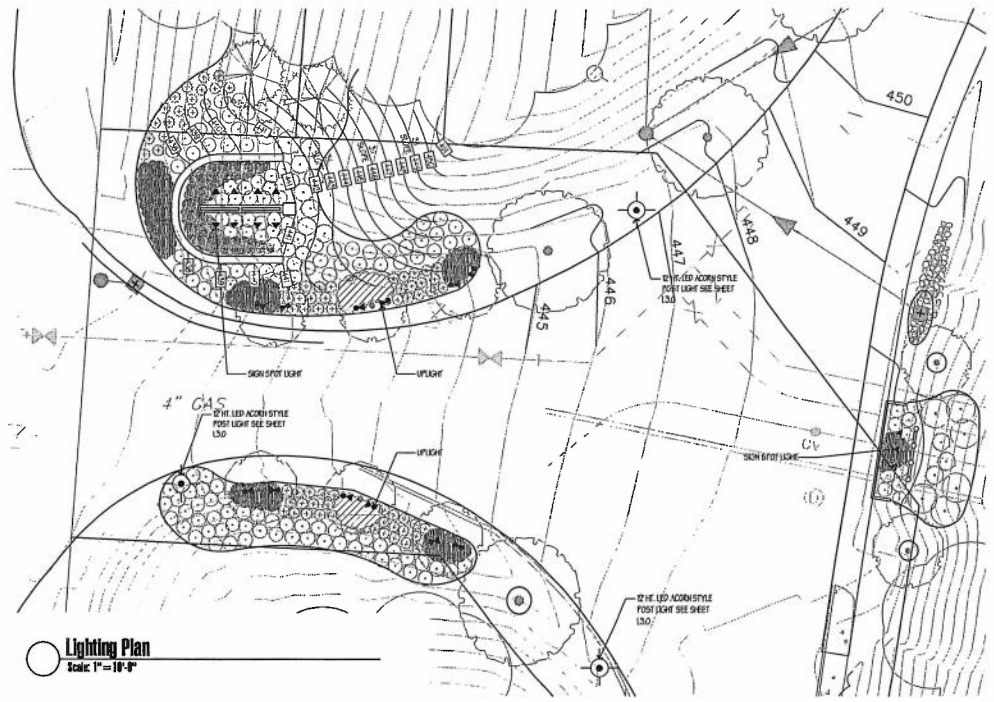 450
449
448
447
446
445
12' HT. LED ACORN STYLE
POST LIGHT SEE SHEET
L3.0
SIGN SPOT LIGHT
UPLIGHT
4" GAS
12' HT. LED ACORN STYLE
POST LIGHT SEE SHEET
L3.0
UPLIGHT
SIGN SPOT LIGHT
12' HT. LED ACORN STYLE
POST LIGHT SEE SHEET
L3.0
Lighting Plan
Scale: 1" = 10'-0"